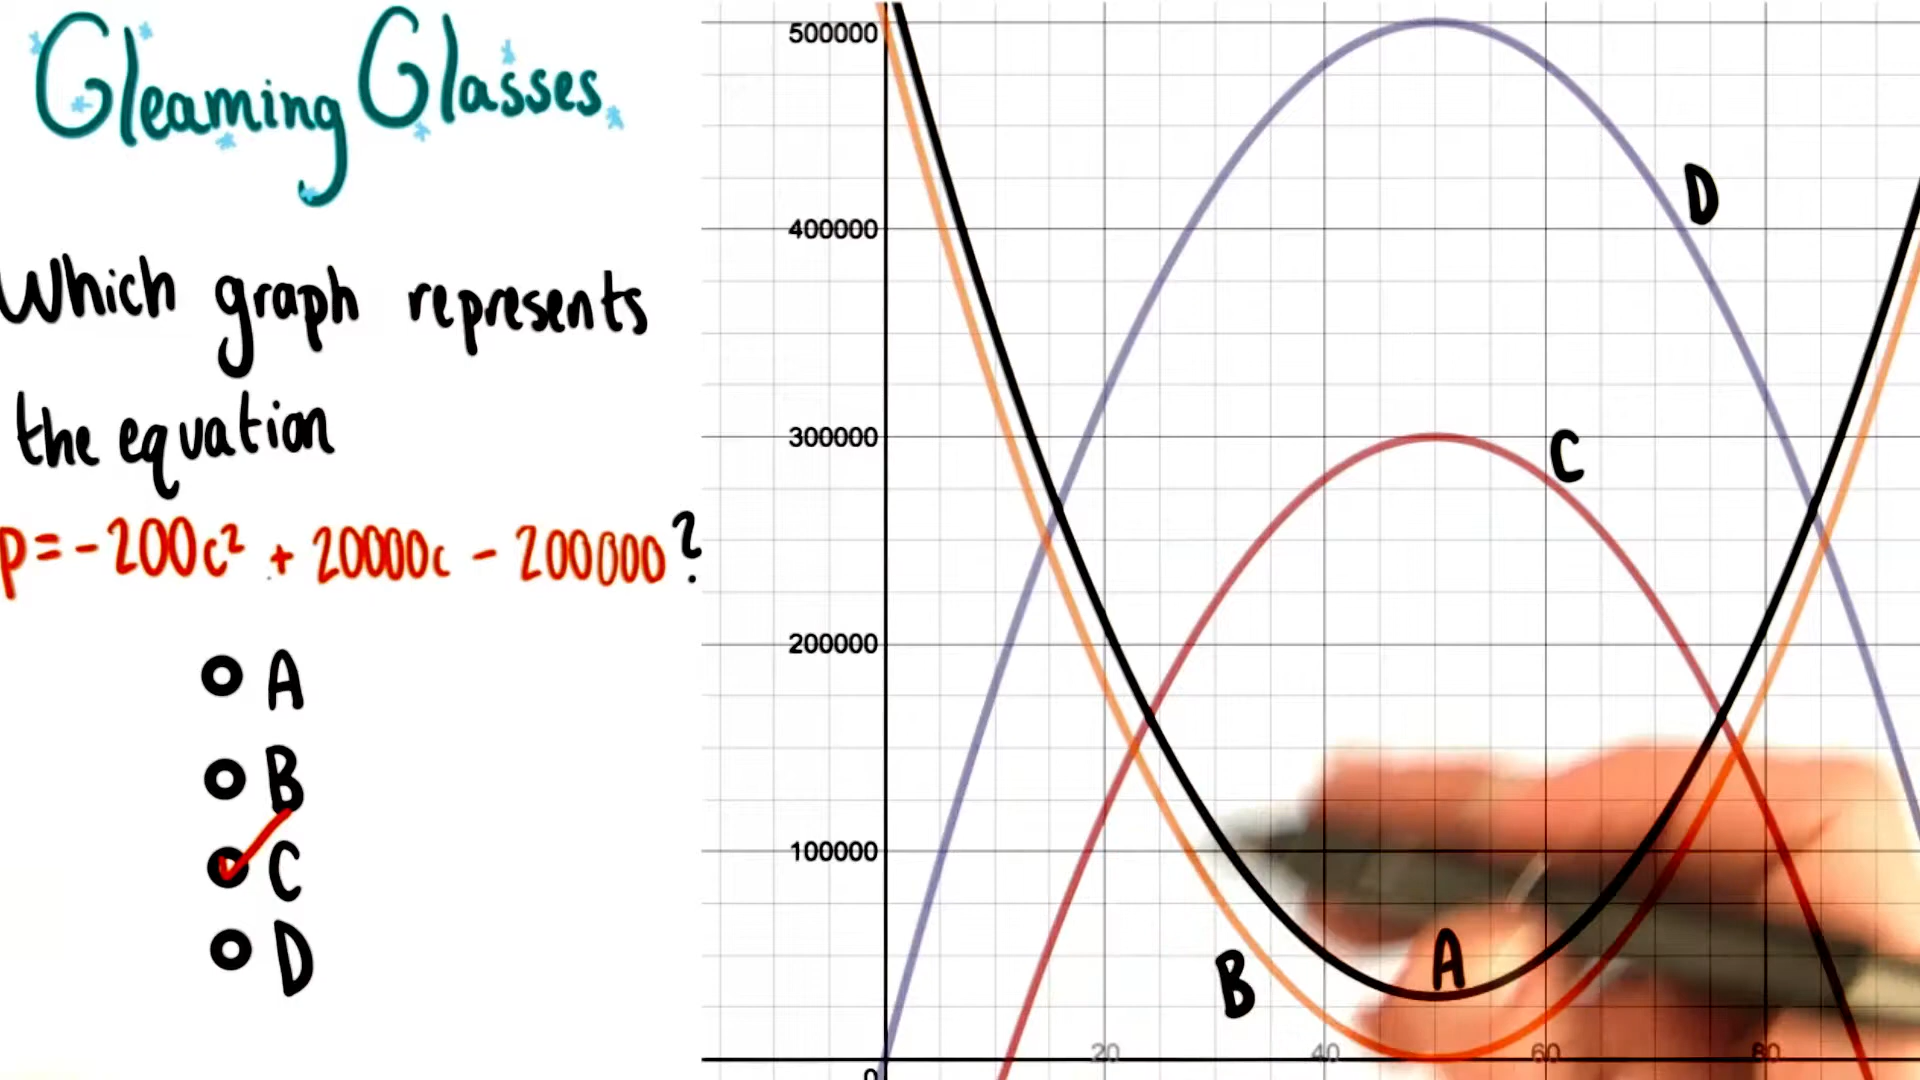 Gleaming Glasses
Which graph represents
the equation
p = -200c² + 20000c - 200000?
A
B
C
D
500000
400000
300000
200000
100000
0
20
40
60
80
D
C
A
B